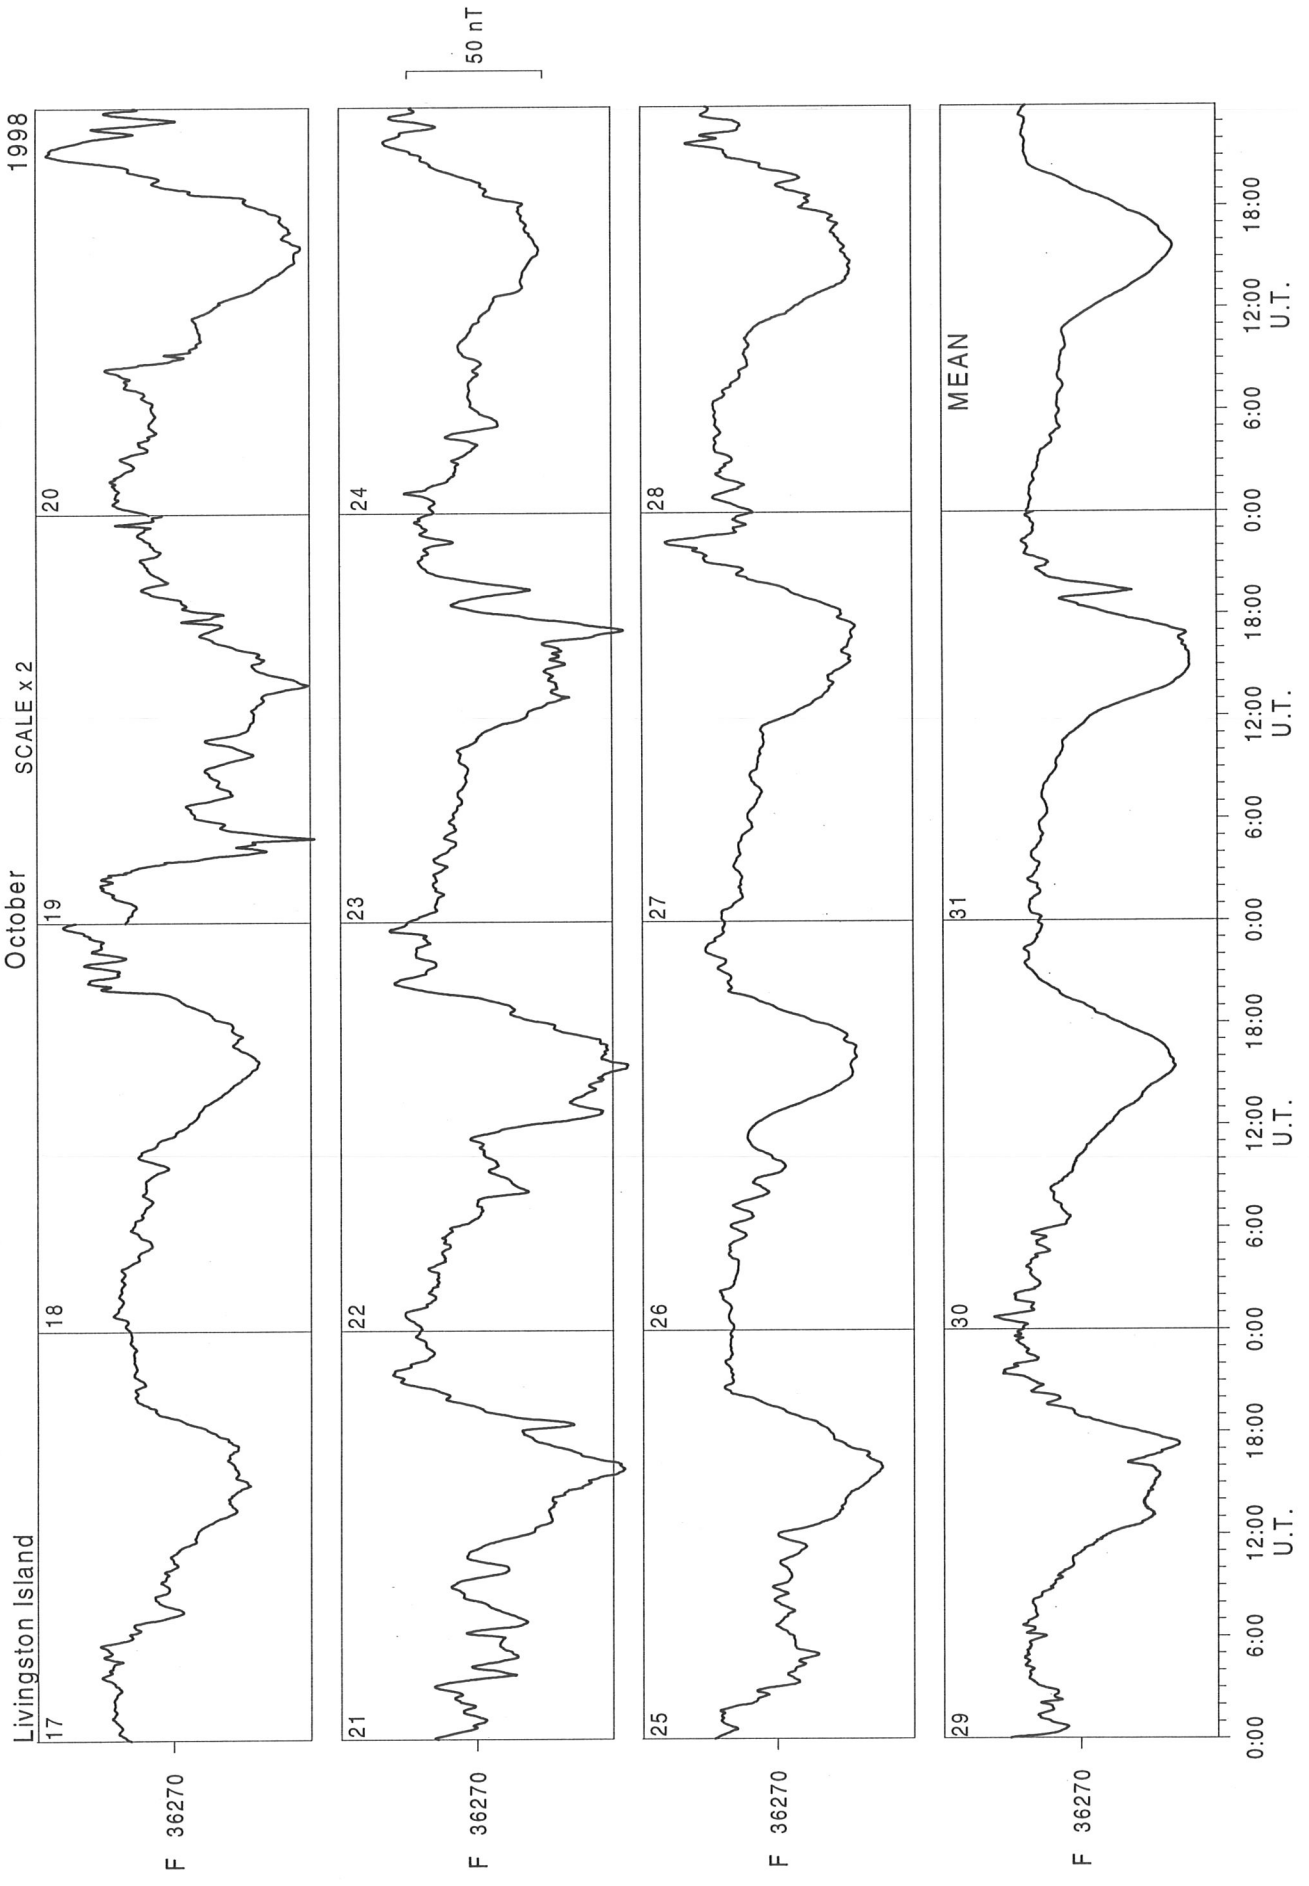 Livingston Island October 1998
SCALE x 2
50 nT
17 18 19 20
F 36270
21 22 23 24
F 36270
25 26 27 28
F 36270
29 30 31 MEAN
F 36270
0:00 6:00 12:00 18:00 0:00 6:00 12:00 18:00 0:00 6:00 12:00 18:00 0:00 6:00 12:00 18:00
U.T. U.T. U.T. U.T.